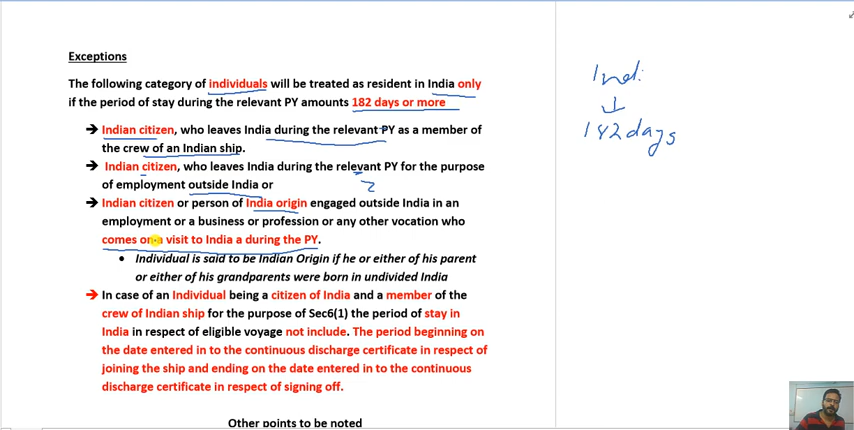 Exceptions
The following category of individuals will be treated as resident in India only
if the period of stay during the relevant PY amounts 182 days or more
→ Indian citizen, who leaves India during the relevant PY as a member of
the crew of an Indian ship.
→ Indian citizen, who leaves India during the relevant PY for the purpose
of employment outside India or
→ Indian citizen or person of India origin engaged outside India in an
employment or a business or profession or any other vocation who
comes on a visit to India a during the PY.
• Individual is said to be Indian Origin if he or either of his parent
or either of his grandparents were born in undivided India
→ In case of an Individual being a citizen of India and a member of the
crew of Indian ship for the purpose of Sec6(1) the period of stay in
India in respect of eligible voyage not include. The period beginning on
the date entered in to the continuous discharge certificate in respect of
joining the ship and ending on the date entered in to the continuous
discharge certificate in respect of signing off.
Other points to be noted
Indi
↓
182 days